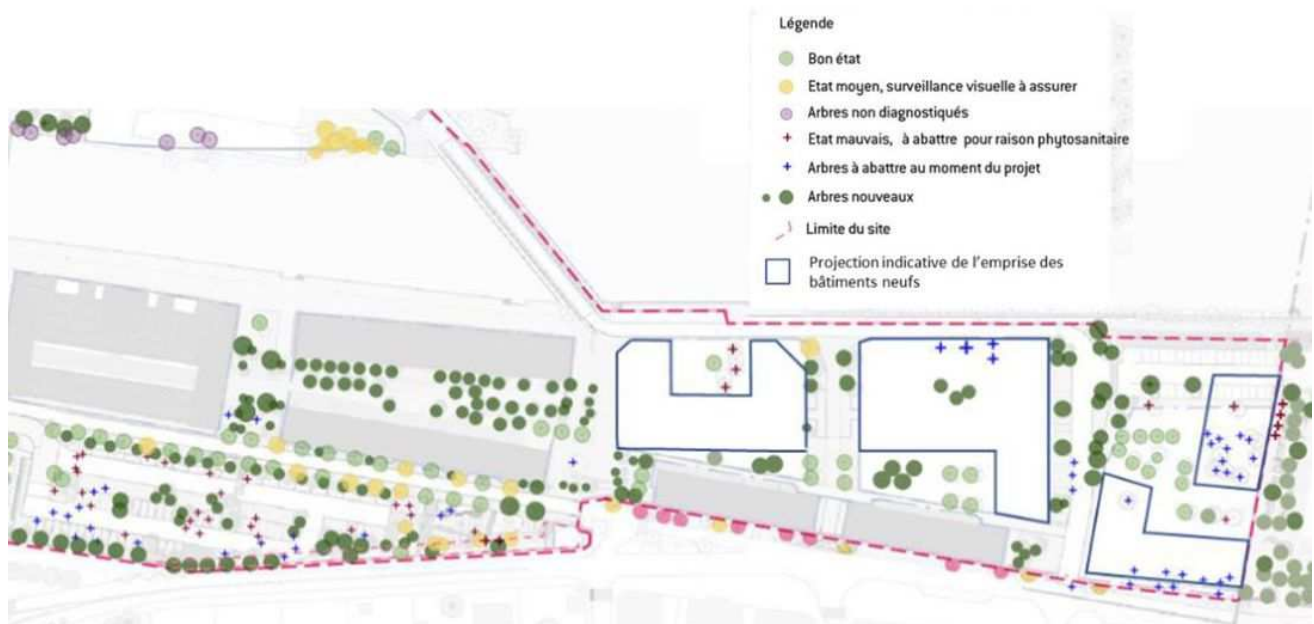 Légende
Bon état
Etat moyen, surveillance visuelle à assurer
Arbres non diagnostiqués
Etat mauvais, à abattre pour raison phytosanitaire
Arbres à abattre au moment du projet
Arbres nouveaux
Limite du site
Projection indicative de l'emprise des
bâtiments neufs